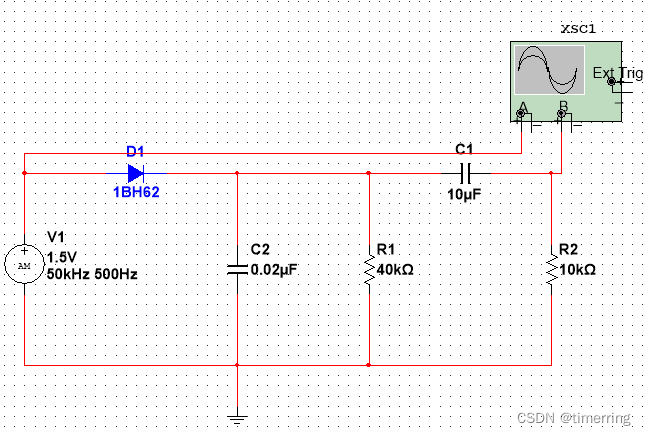 XSC1
Ext Trig
+
A
B
+
+
D1
1BH62
C1
10µF
V1
+
AM
1.5V
50kHz 500Hz
C2
0.02µF
R1
40kΩ
R2
10kΩ
CSDN @timerring